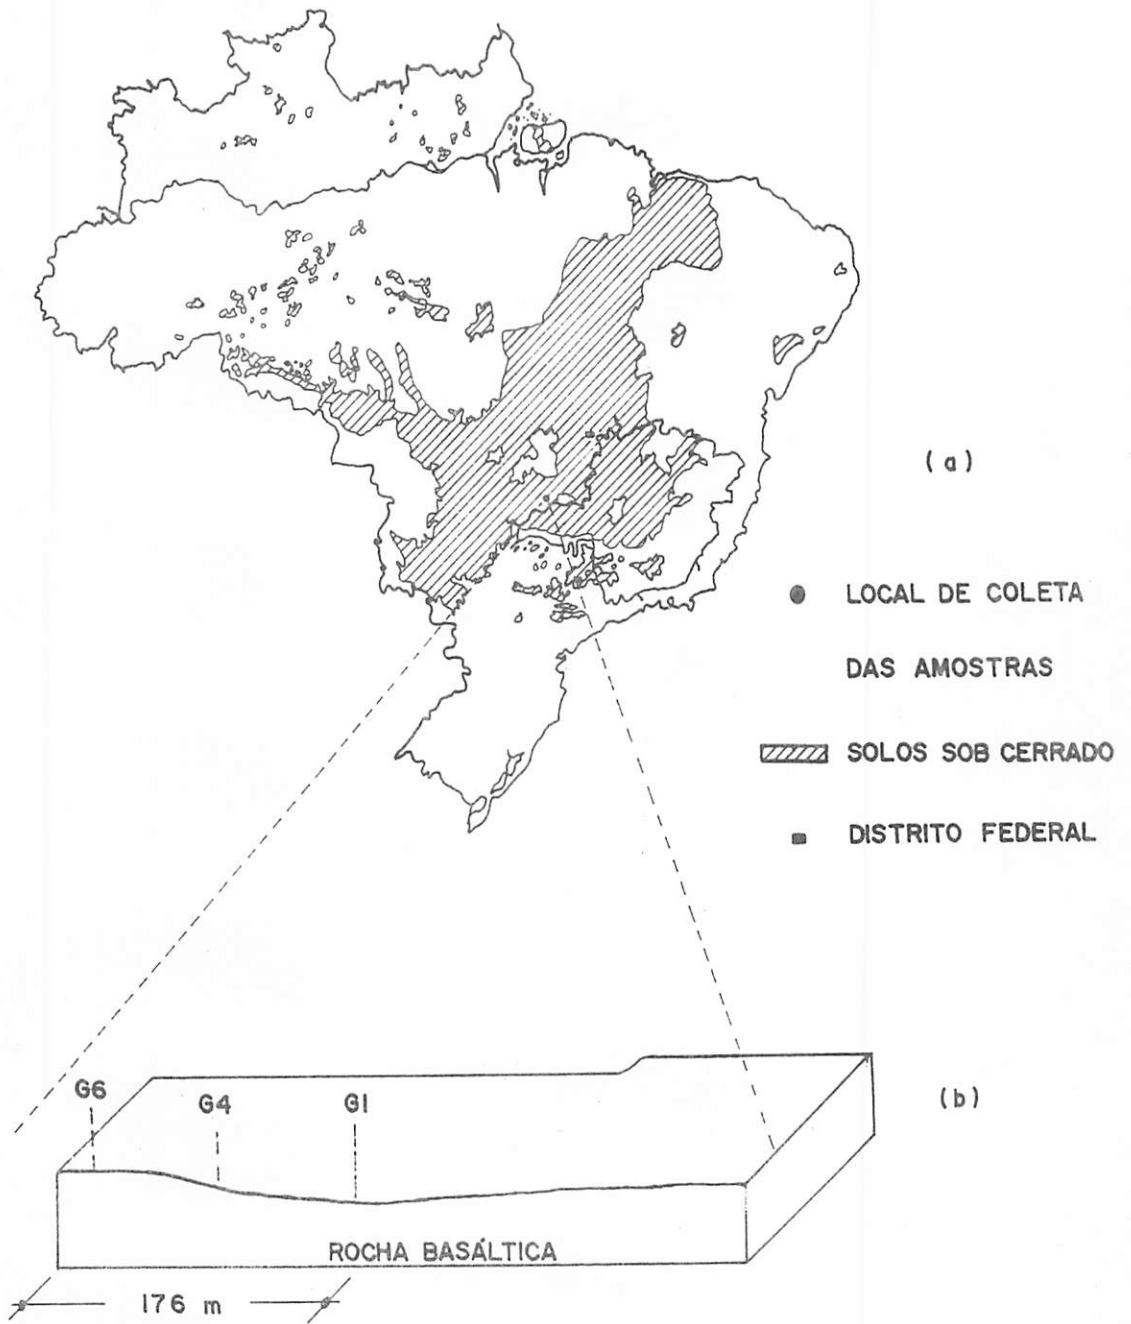 (a)
LOCAL DE COLETA
DAS AMOSTRAS
SOLOS SOB CERRADO
DISTRITO FEDERAL
G6
G4
G1
(b)
ROCHA BASÁLTICA
176 m